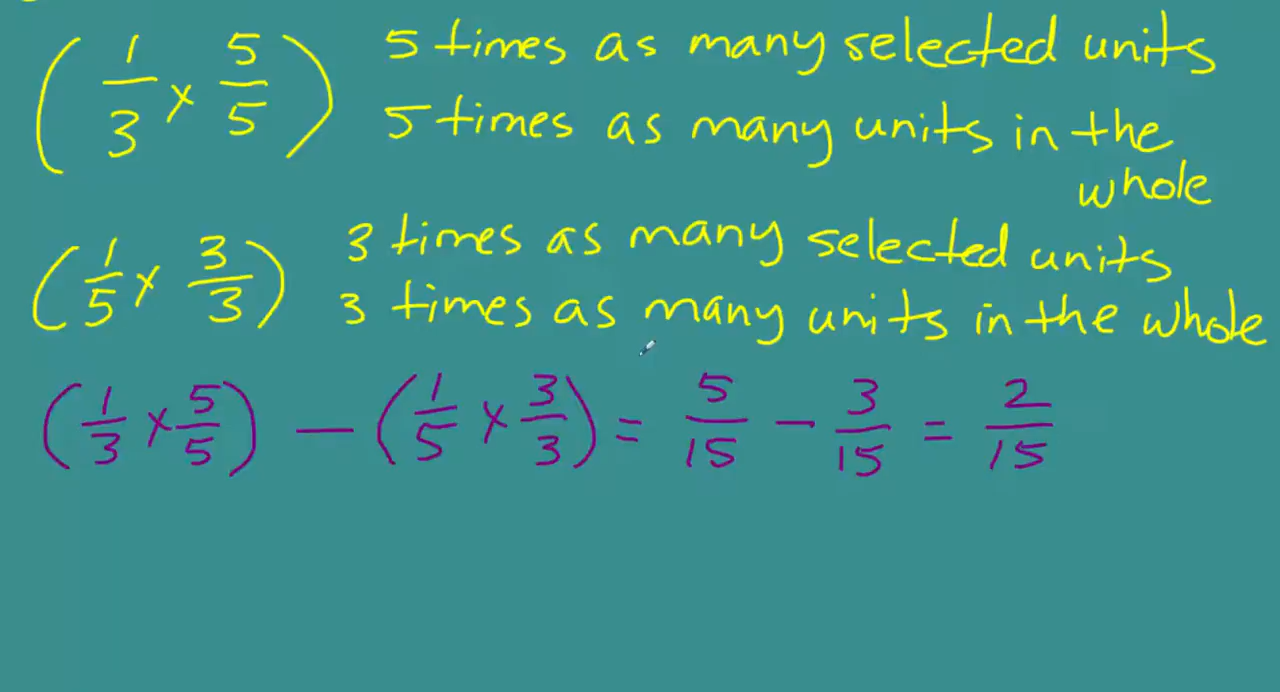 (1/3 × 5/5) 5 times as many selected units
5 times as many units in the
whole
(1/5 × 3/3) 3 times as many selected units
3 times as many units in the whole
(1/3 × 5/5) − (1/5 × 3/3) = 5/15 − 3/15 = 2/15